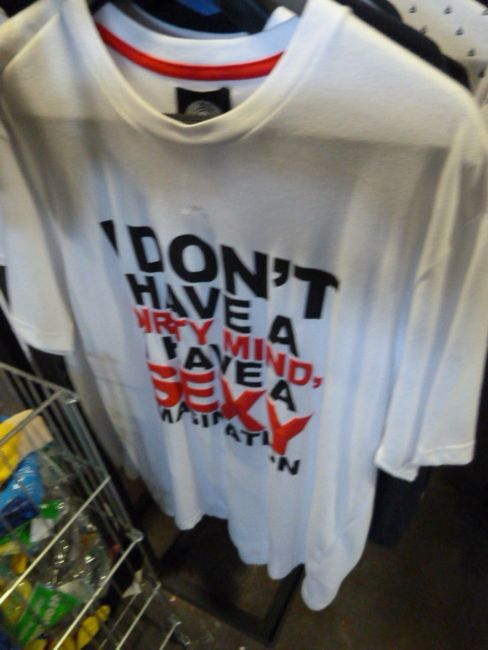 I DON'T
HAVE A
DIRTY MIND,
I HAVE A
SEXY
IMAGINATION